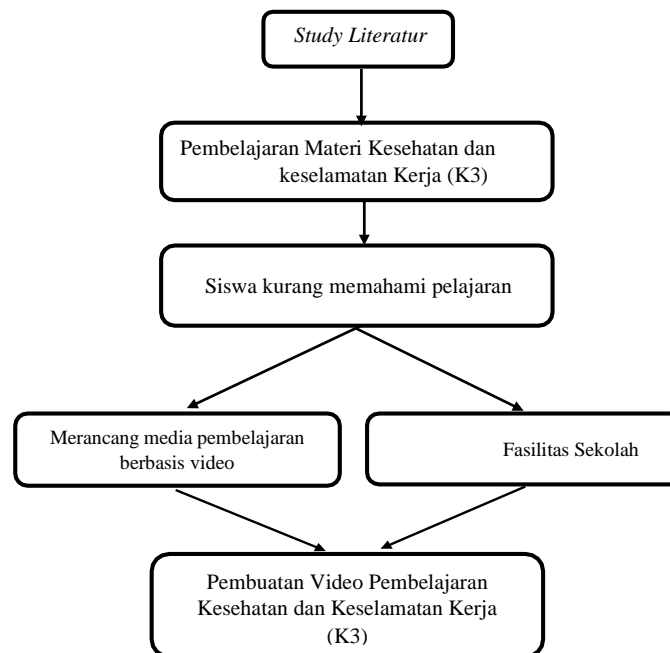 Study Literatur
Pembelajaran Materi Kesehatan dan
keselamatan Kerja (K3)
Siswa kurang memahami pelajaran
Merancang media pembelajaran
berbasis video
Fasilitas Sekolah
Pembuatan Video Pembelajaran
Kesehatan dan Keselamatan Kerja
(K3)